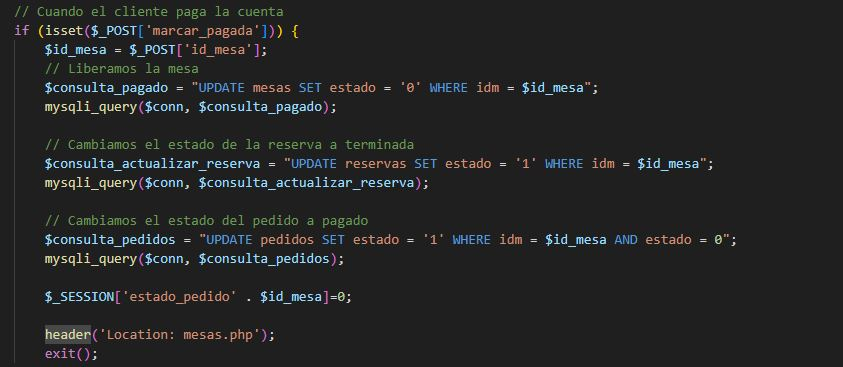 // Cuando el cliente paga la cuenta
if (isset($_POST['marcar_pagada'])) {
$id_mesa = $_POST['id_mesa'];
// Liberamos la mesa
$consulta_pagado = "UPDATE mesas SET estado = '0' WHERE idm = $id_mesa";
mysqli_query($conn, $consulta_pagado);
// Cambiamos el estado de la reserva a terminada
$consulta_actualizar_reserva = "UPDATE reservas SET estado = '1' WHERE idm = $id_mesa";
mysqli_query($conn, $consulta_actualizar_reserva);
// Cambiamos el estado del pedido a pagado
$consulta_pedidos = "UPDATE pedidos SET estado = '1' WHERE idm = $id_mesa AND estado = 0";
mysqli_query($conn, $consulta_pedidos);
$_SESSION['estado_pedido' . $id_mesa]=0;
header('Location: mesas.php');
exit();